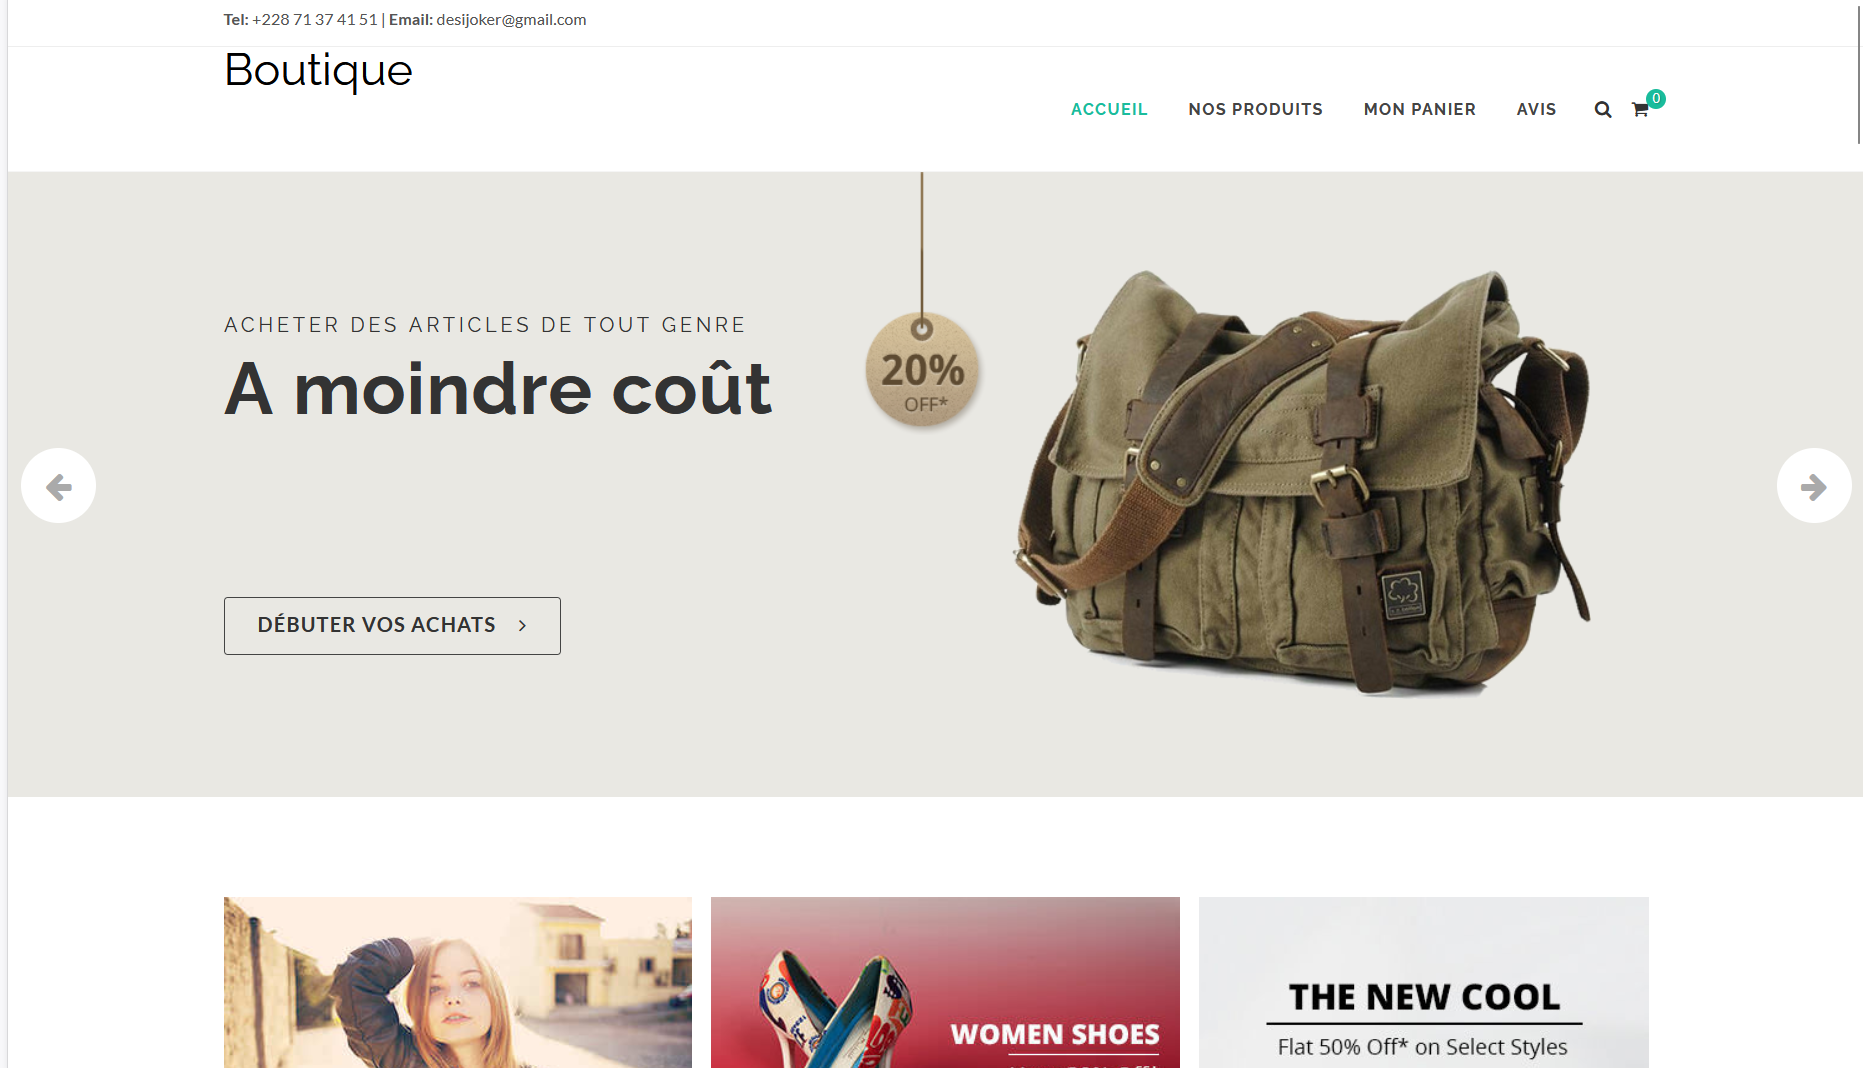 Tel: +228 71 37 41 51 | Email: desijoker@gmail.com
Boutique
ACCUEIL NOS PRODUITS MON PANIER AVIS 0
ACHETER DES ARTICLES DE TOUT GENRE
A moindre coût
20%
OFF*
DÉBUTER VOS ACHATS
WOMEN SHOES
THE NEW COOL
Flat 50% Off* on Select Styles